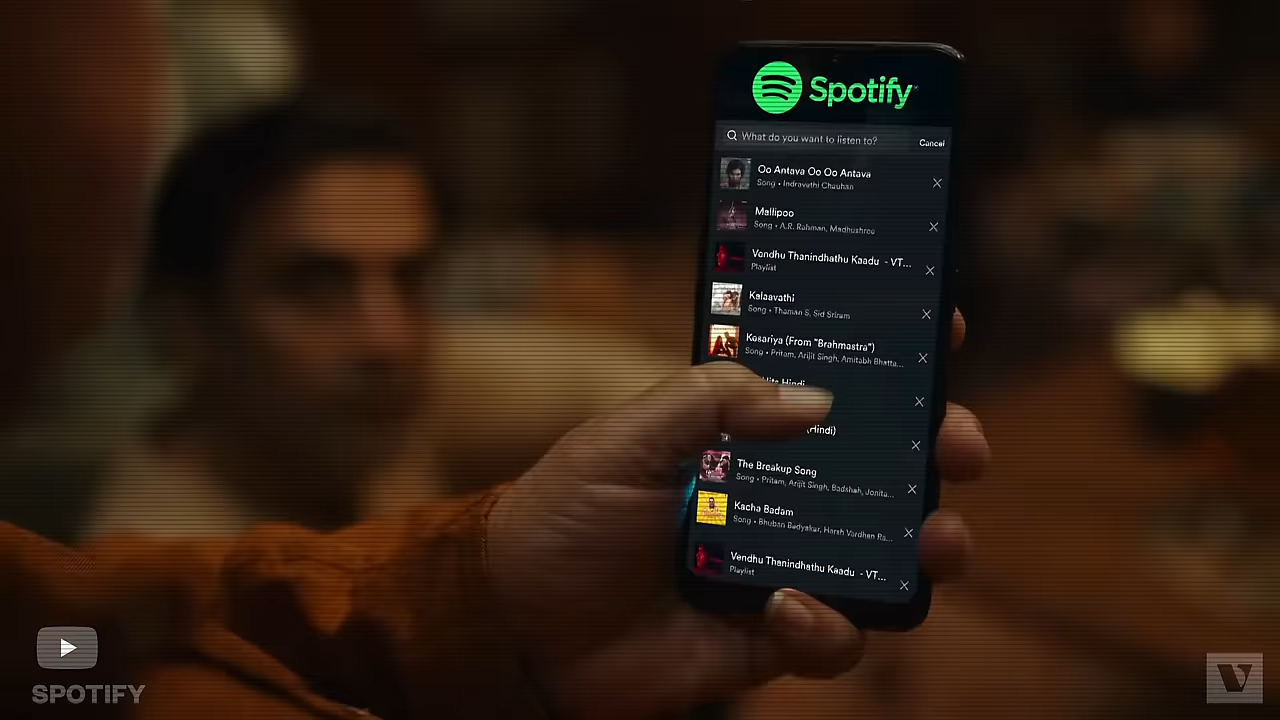 Spotify
What do you want to listen to?
Cancel
Oo Antava Oo Oo Antava
Song • Indravathi Chauhan
Mallipoo
Song • A.R. Rahman, Madhushree
Vendhu Thanindhathu Kaadu - VT...
Playlist
Kalaavathi
Song • Thaman S, Sid Sriram
Kesariya (From "Brahmastra")
Song • Pritam, Arijit Singh, Amitabh Bhatta...
Hits Hindi
(Hindi)
The Breakup Song
Song • Pritam, Arijit Singh, Badshah, Jonita...
Kacha Badam
Song • Bhuban Badyakar, Harsh Vardhan Ra...
Vendhu Thanindhathu Kaadu - VT...
Playlist
SPOTIFY
V